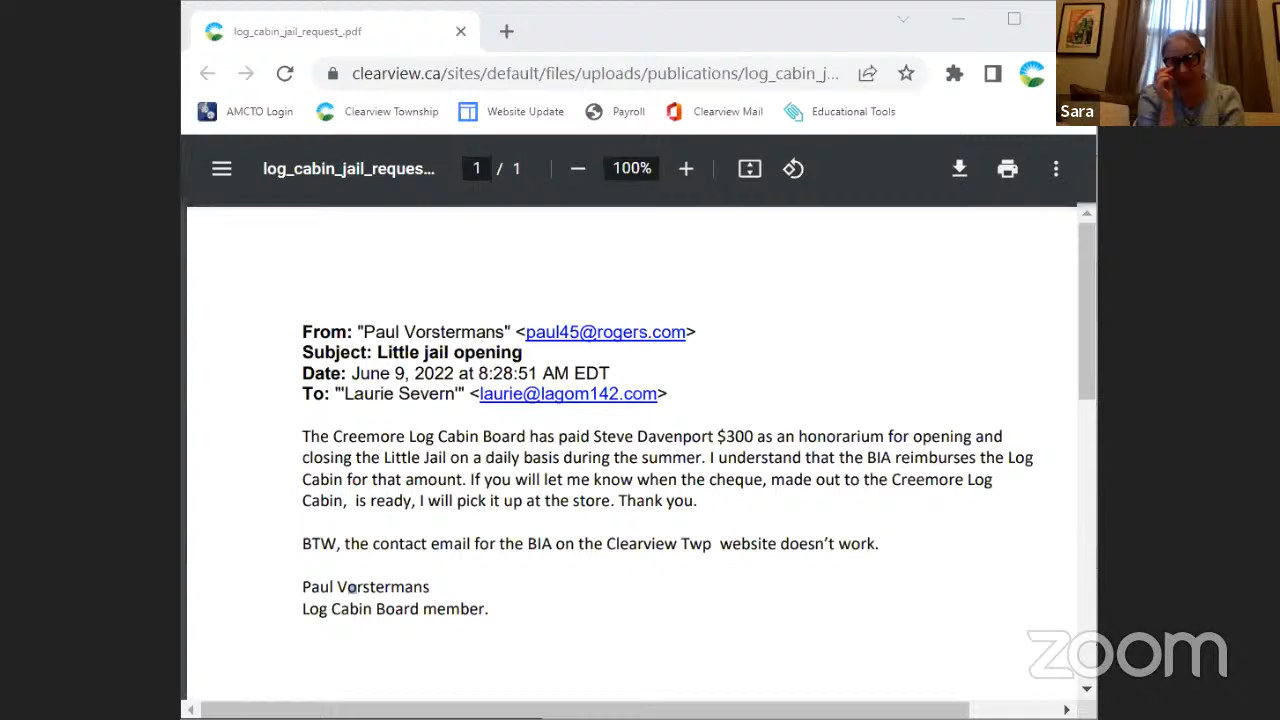 log_cabin_jail_request_.pdf
clearview.ca/sites/default/files/uploads/publications/log_cabin_j...
AMCTO Login Clearview Township Website Update Payroll Clearview Mail Educational Tools
Sara
log_cabin_jail_reques... 1 / 1 100%
From: "Paul Vorstermans" <paul45@rogers.com>
Subject: Little jail opening
Date: June 9, 2022 at 8:28:51 AM EDT
To: "'Laurie Severn'" <laurie@lagom142.com>
The Creemore Log Cabin Board has paid Steve Davenport $300 as an honorarium for opening and
closing the Little Jail on a daily basis during the summer. I understand that the BIA reimburses the Log
Cabin for that amount. If you will let me know when the cheque, made out to the Creemore Log
Cabin,  is ready, I will pick it up at the store. Thank you.
BTW, the contact email for the BIA on the Clearview Twp  website doesn’t work.
Paul Vorstermans
Log Cabin Board member.
zoom